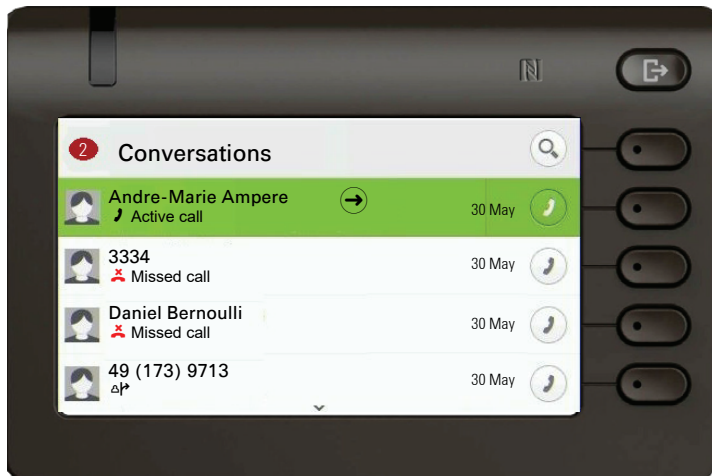 2 Conversations
Andre-Marie Ampere
Active call
30 May
3334
Missed call
30 May
Daniel Bernoulli
Missed call
30 May
49 (173) 9713
30 May